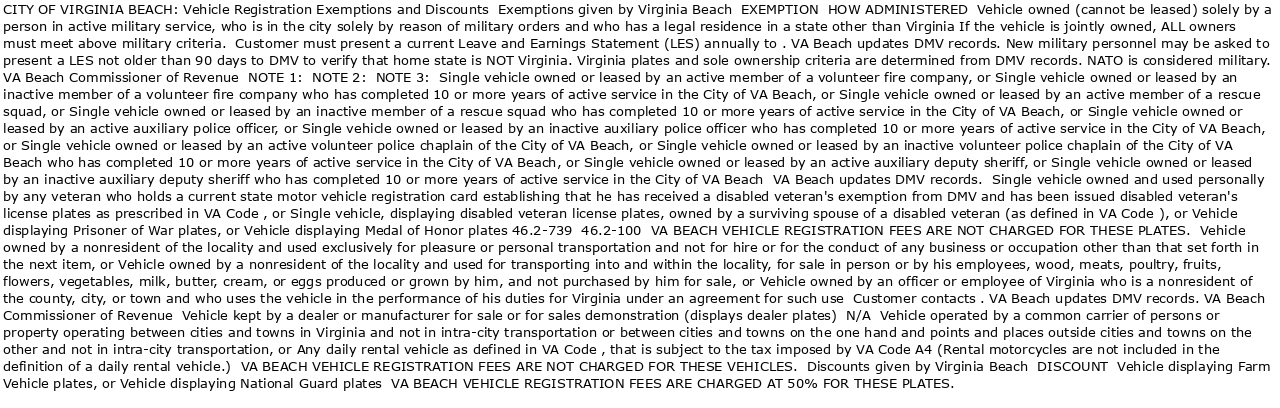 CITY OF VIRGINIA BEACH: Vehicle Registration Exemptions and Discounts  Exemptions given by Virginia Beach  EXEMPTION  HOW ADMINISTERED  Vehicle owned (cannot be leased) solely by a
person in active military service, who is in the city solely by reason of military orders and who has a legal residence in a state other than Virginia If the vehicle is jointly owned, ALL owners
must meet above military criteria.  Customer must present a current Leave and Earnings Statement (LES) annually to . VA Beach updates DMV records. New military personnel may be asked to
present a LES not older than 90 days to DMV to verify that home state is NOT Virginia. Virginia plates and sole ownership criteria are determined from DMV records. NATO is considered military.
VA Beach Commissioner of Revenue  NOTE 1:  NOTE 2:  NOTE 3:  Single vehicle owned or leased by an active member of a volunteer fire company, or Single vehicle owned or leased by an
inactive member of a volunteer fire company who has completed 10 or more years of active service in the City of VA Beach, or Single vehicle owned or leased by an active member of a rescue
squad, or Single vehicle owned or leased by an inactive member of a rescue squad who has completed 10 or more years of active service in the City of VA Beach, or Single vehicle owned or
leased by an active auxiliary police officer, or Single vehicle owned or leased by an inactive auxiliary police officer who has completed 10 or more years of active service in the City of VA Beach,
or Single vehicle owned or leased by an active volunteer police chaplain of the City of VA Beach, or Single vehicle owned or leased by an inactive volunteer police chaplain of the City of VA
Beach who has completed 10 or more years of active service in the City of VA Beach, or Single vehicle owned or leased by an active auxiliary deputy sheriff, or Single vehicle owned or leased
by an inactive auxiliary deputy sheriff who has completed 10 or more years of active service in the City of VA Beach  VA Beach updates DMV records.  Single vehicle owned and used personally
by any veteran who holds a current state motor vehicle registration card establishing that he has received a disabled veteran's exemption from DMV and has been issued disabled veteran's
license plates as prescribed in VA Code , or Single vehicle, displaying disabled veteran license plates, owned by a surviving spouse of a disabled veteran (as defined in VA Code ), or Vehicle
displaying Prisoner of War plates, or Vehicle displaying Medal of Honor plates 46.2-739  46.2-100  VA BEACH VEHICLE REGISTRATION FEES ARE NOT CHARGED FOR THESE PLATES.  Vehicle
owned by a nonresident of the locality and used exclusively for pleasure or personal transportation and not for hire or for the conduct of any business or occupation other than that set forth in
the next item, or Vehicle owned by a nonresident of the locality and used for transporting into and within the locality, for sale in person or by his employees, wood, meats, poultry, fruits,
flowers, vegetables, milk, butter, cream, or eggs produced or grown by him, and not purchased by him for sale, or Vehicle owned by an officer or employee of Virginia who is a nonresident of
the county, city, or town and who uses the vehicle in the performance of his duties for Virginia under an agreement for such use  Customer contacts . VA Beach updates DMV records. VA Beach
Commissioner of Revenue  Vehicle kept by a dealer or manufacturer for sale or for sales demonstration (displays dealer plates)  N/A  Vehicle operated by a common carrier of persons or
property operating between cities and towns in Virginia and not in intra-city transportation or between cities and towns on the one hand and points and places outside cities and towns on the
other and not in intra-city transportation, or Any daily rental vehicle as defined in VA Code , that is subject to the tax imposed by VA Code A4 (Rental motorcycles are not included in the
definition of a daily rental vehicle.)  VA BEACH VEHICLE REGISTRATION FEES ARE NOT CHARGED FOR THESE VEHICLES.  Discounts given by Virginia Beach  DISCOUNT  Vehicle displaying Farm
Vehicle plates, or Vehicle displaying National Guard plates  VA BEACH VEHICLE REGISTRATION FEES ARE CHARGED AT 50% FOR THESE PLATES.